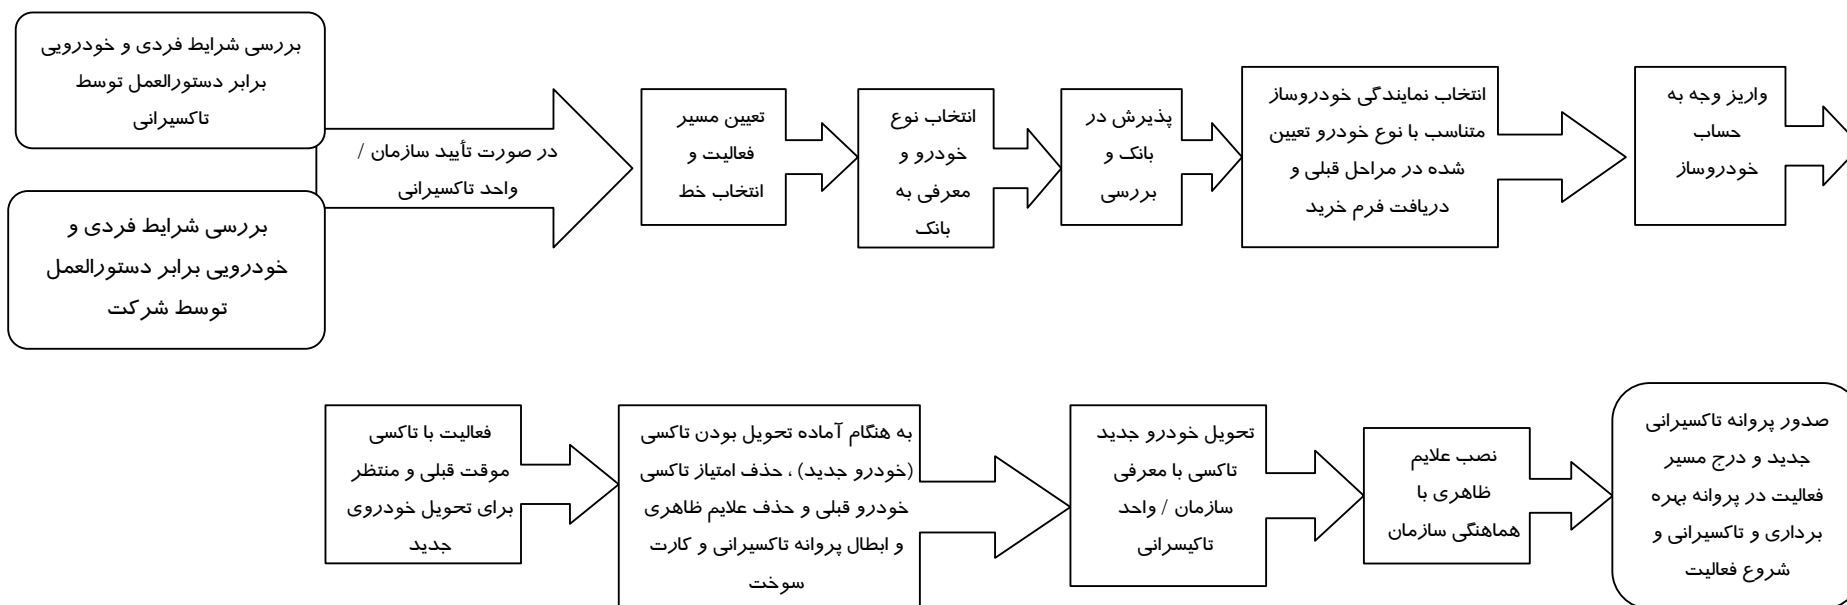 بررسی شرایط فردی و خودرویی
برابر دستورالعمل توسط
تاکسیرانی
بررسی شرایط فردی و
خودرویی برابر دستورالعمل
توسط شرکت
در صورت تأیید سازمان /
واحد تاکسیرانی
تعیین مسیر
فعالیت و
انتخاب خط
انتخاب نوع
خودرو و
معرفی به
بانک
پذیرش در
بانک و
بررسی
انتخاب نمایندگی خودروساز
متناسب با نوع خودرو تعیین
شده در مراحل قبلی و
دریافت فرم خرید
واریز وجه به
حساب
خودروساز
فعالیت با تاکسی
موقت قبلی و منتظر
برای تحویل خودروی
جدید
به هنگام آماده تحویل بودن تاکسی
(خودرو جدید) ، حذف امتیاز تاکسی
خودرو قبلی و حذف علایم ظاهری
و ابطال پروانه تاکسیرانی و کارت
سوخت
تحویل خودرو جدید
تاکسی با معرفی
سازمان / واحد
تاکیسرانی
نصب علایم
ظاهری با
هماهنگی سازمان
صدور پروانه تاکسیرانی
جدید و درج مسیر
فعالیت در پروانه بهره
برداری و تاکسیرانی و
شروع فعالیت